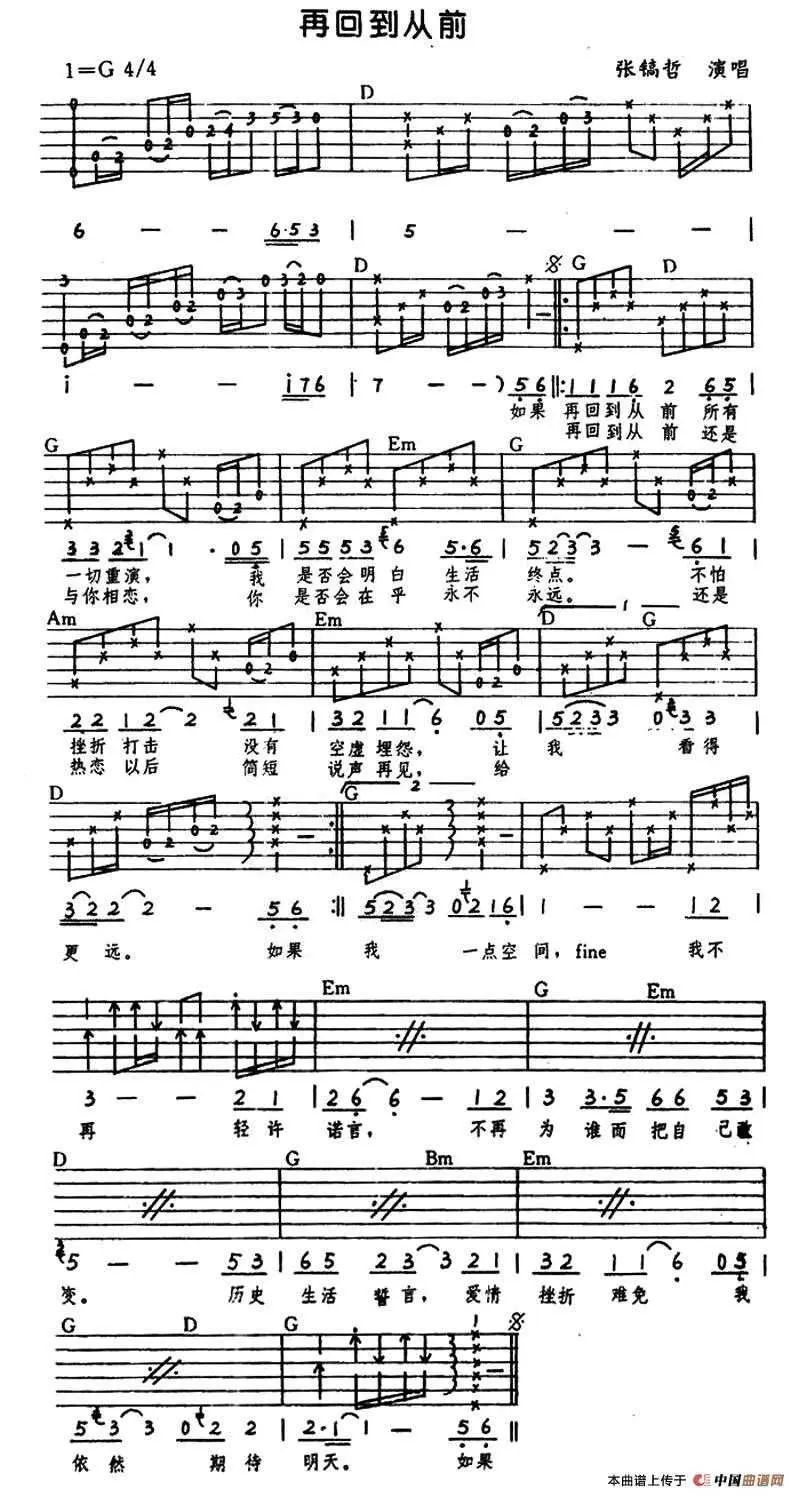 再回到从前
1=G 4/4
张镐哲 演唱
D
6 — — 6·5 3 | 5 — — — |
D G D
i — — i 7 6 | 7 — — ) 5 6 ‖: 1 1 1 6 2 6 5 |
如果 再回到从 前 所有
再回到从 前 还是
G Em G
3 3 2 1 1 · 0 5 | 5 5 5 3 6 5·6 | 5 2 3 3 — 6 1 |
一切重演, 我 是否会明白 生活 终点。 不怕
与你相恋, 你 是否会在乎 永不 永远。 还是
Am Em D 1 G
2 2 1 2 2 2 1 | 3 2 1 1 6 0 5 | 5 2 3 3 0 3 3 |
挫折 打击 没有 空虚 埋怨, 让 我 看得
热恋 以后 简短 说声 再见, 给
D G 2
3 2 2 2 — 5 6 :‖ 5 2 3 3 0 2 1 6 | 1 — — 1 2 |
更 远。 如果 我 一点空 间, fine 我不
Em G Em
3 — — 2 1 | 2 6 6 — 1 2 | 3 3·5 6 6 5 3 |
再 轻许 诺言, 不再 为 谁而 把自 己改
D G Bm Em
5 — — 5 3 | 6 5 2 3 3 2 1 | 3 2 1 1 6 0 5 |
变。 历史 生活 誓言, 爱情 挫折 难免 我
G D G
5 3 3 0 2 2 | 2·1 1 — 5 6 ‖
依然 期待 明天。 如果
本曲谱上传于 中国曲谱网